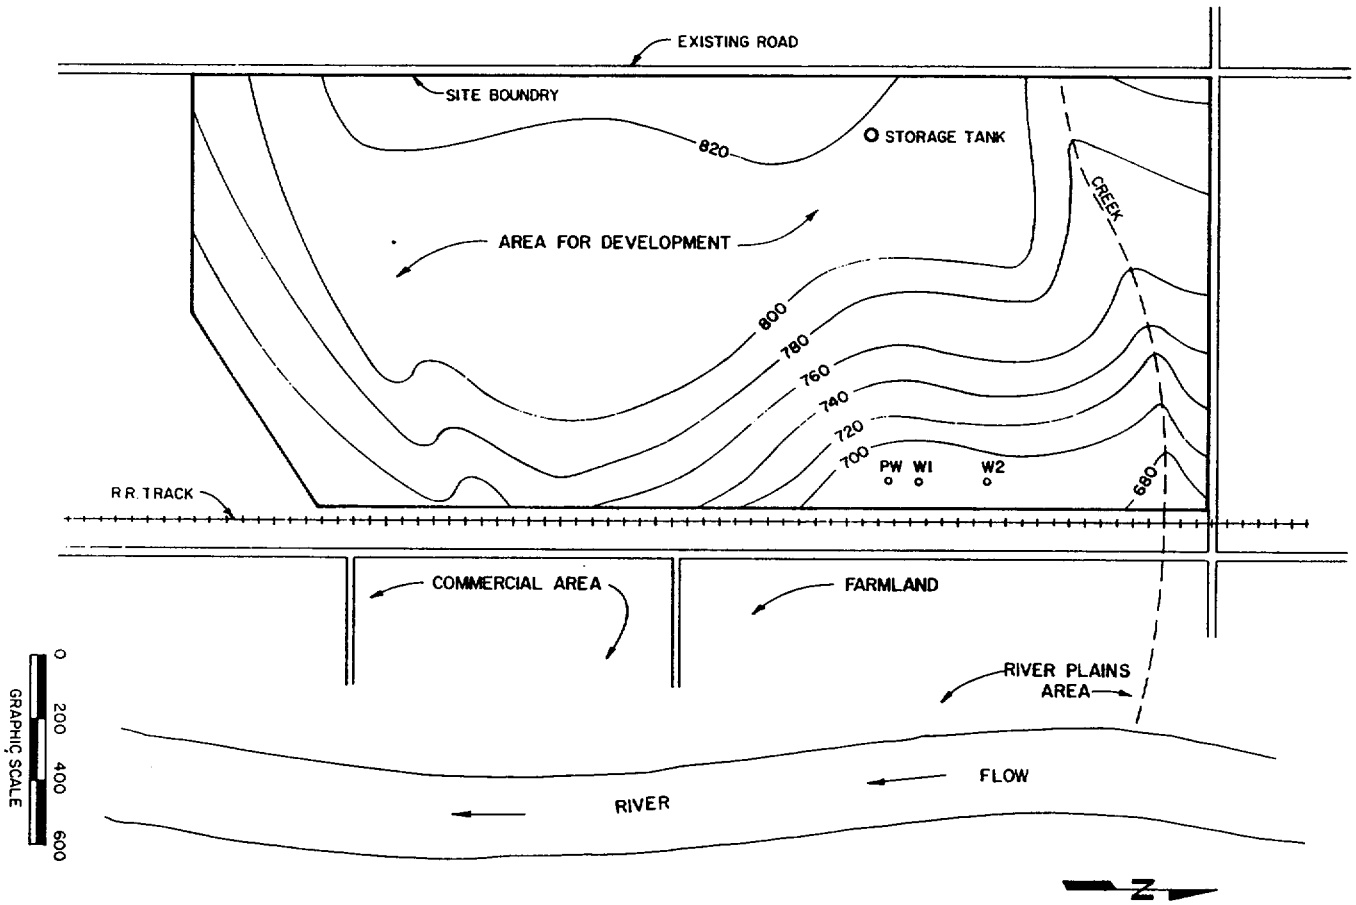 EXISTING ROAD
SITE BOUNDRY
820
STORAGE TANK
CREEK
AREA FOR DEVELOPMENT
800
780
760
740
720
700
PW W1 W2
680
R.R. TRACK
COMMERCIAL AREA
FARMLAND
RIVER PLAINS
AREA
FLOW
RIVER
0
200
400
600
GRAPHIC SCALE
N